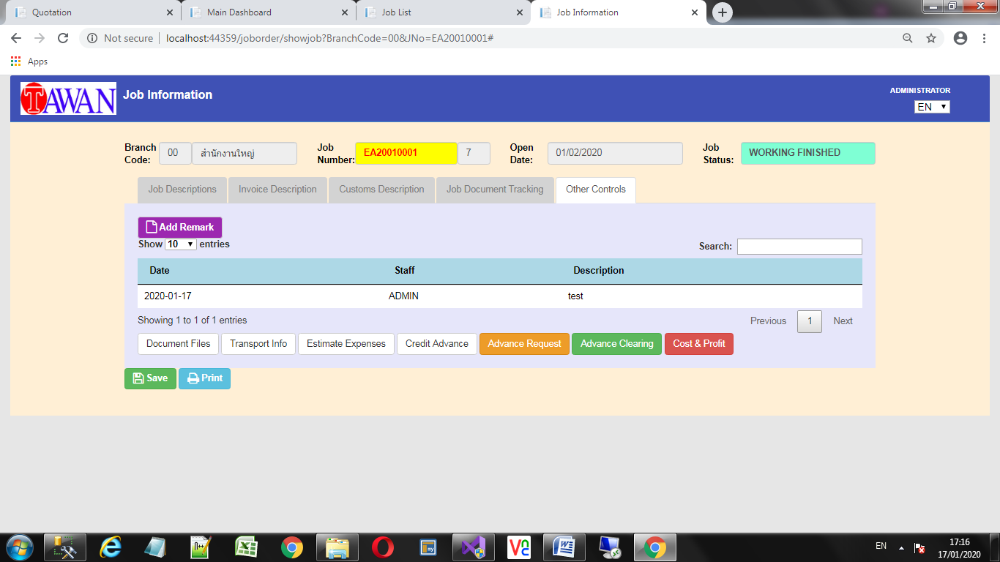 Quotation Main Dashboard Job List Job Information
Not secure localhost:44359/joborder/showjob?BranchCode=00&JNo=EA20010001#
Apps
TAWAN Job Information ADMINISTRATOR
EN
Branch Code: 00 สำนักงานใหญ่ Job Number: EA20010001 7 Open Date: 01/02/2020 Job Status: WORKING FINISHED
Job Descriptions Invoice Description Customs Description Job Document Tracking Other Controls
Add Remark
Show 10 entries Search:
Date Staff Description
2020-01-17 ADMIN test
Showing 1 to 1 of 1 entries Previous 1 Next
Document Files Transport Info Estimate Expenses Credit Advance Advance Request Advance Clearing Cost & Profit
Save Print
EN 17:16
17/01/2020